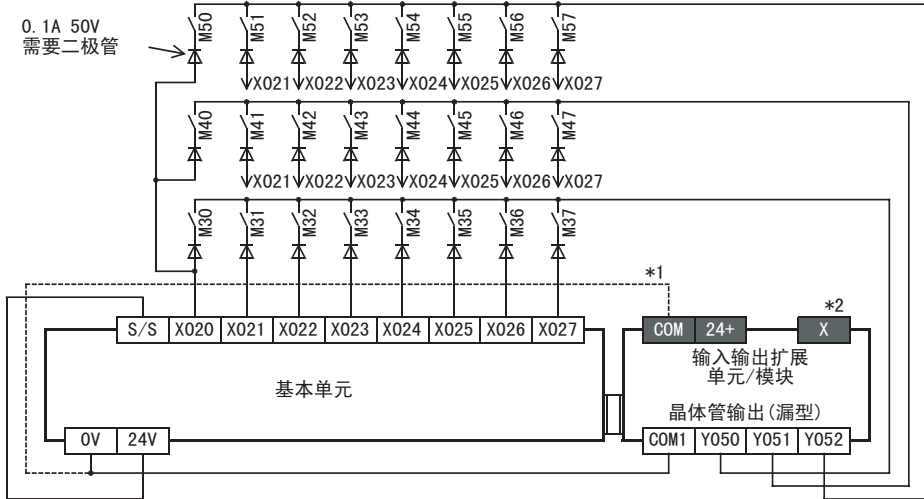 0.1A 50V
需要二极管
M50 M51 M52 M53 M54 M55 M56 M57
X021 X022 X023 X024 X025 X026 X027
M40 M41 M42 M43 M44 M45 M46 M47
X021 X022 X023 X024 X025 X026 X027
M30 M31 M32 M33 M34 M35 M36 M37
*1
*2
S/S X020 X021 X022 X023 X024 X025 X026 X027
COM 24+ X
输入输出扩展
单元/模块
基本单元
晶体管输出(漏型)
0V 24V
COM1 Y050 Y051 Y052